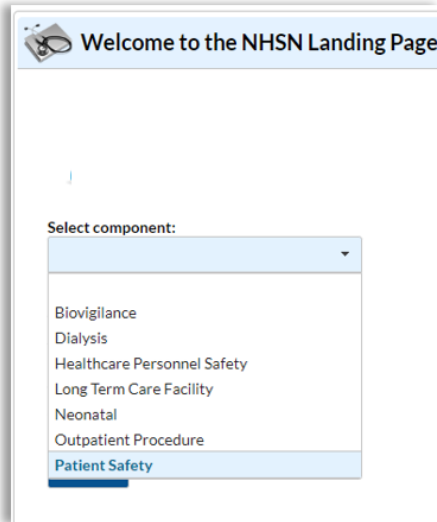 Welcome to the NHSN Landing Page
Select component:
Biovigilance
Dialysis
Healthcare Personnel Safety
Long Term Care Facility
Neonatal
Outpatient Procedure
Patient Safety